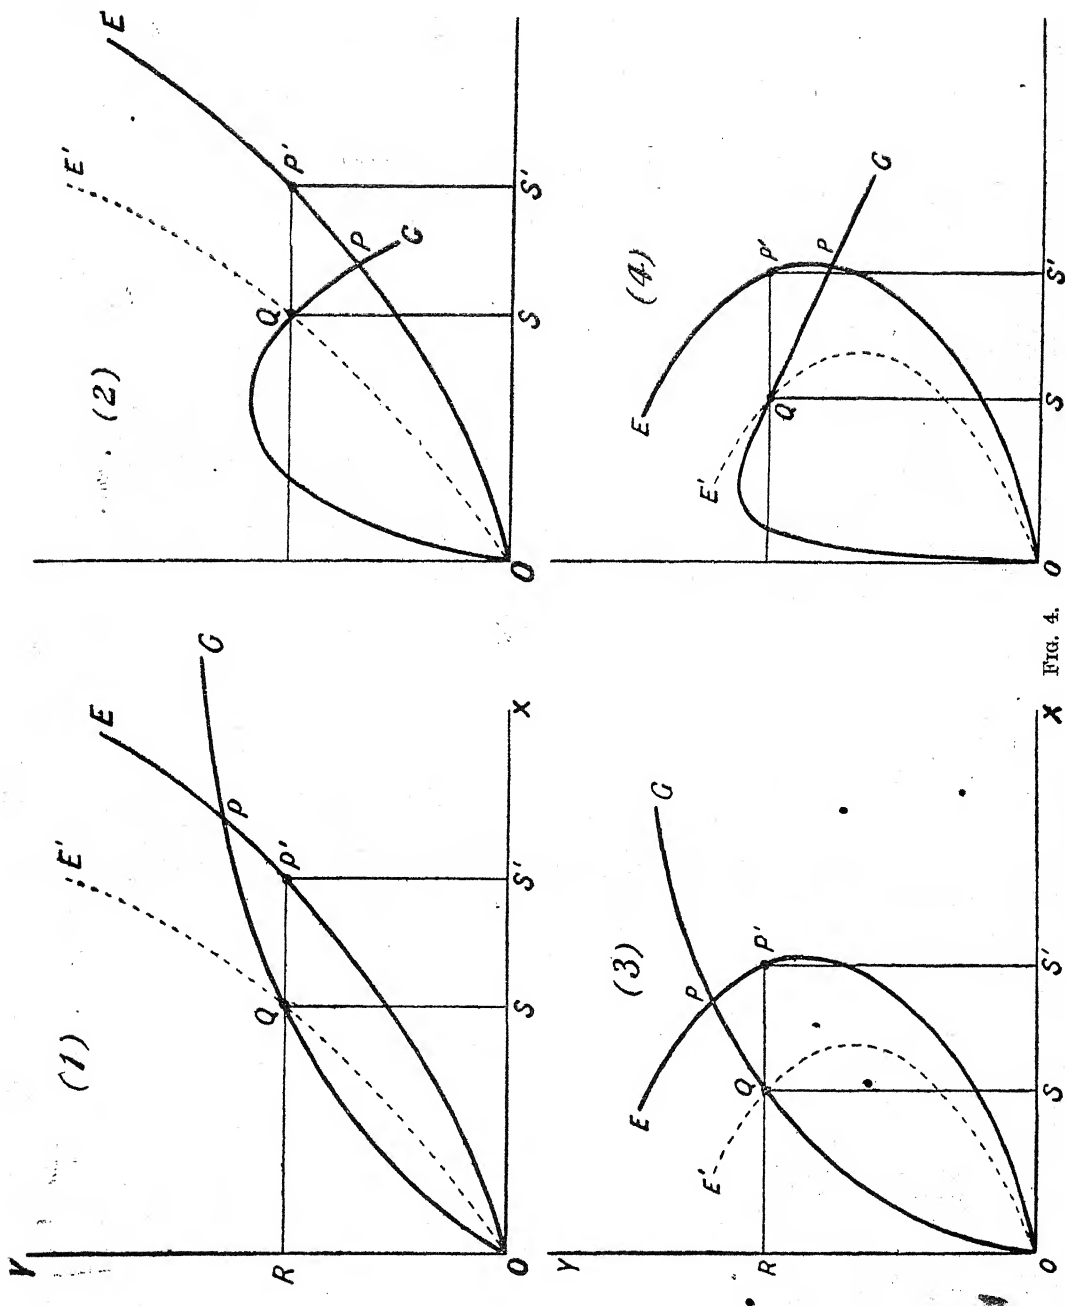 (1)
Y
E'
E
G
P
Q
P'
R
O
S
S'
X
(2)
E'
E
Q
P'
P
G
O
S
S'
(3)
Y
E
G
E'
P
Q
P'
R
O
S
S'
X
(4)
E
G
E'
P'
P
Q
O
S
S'
FIG. 4.